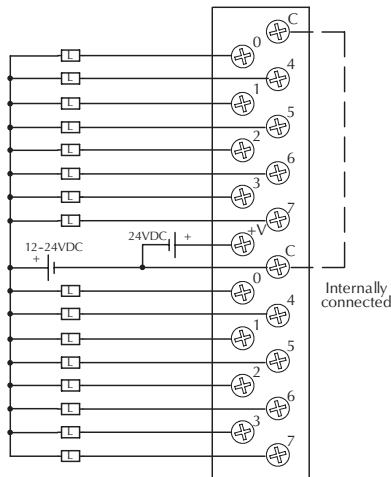 C
L 0
L 4
L 1
L 5
L 2
L 6
L 3
L 7
24VDC + +V
12–24VDC
+ C
Internally
connected
L 0
L 4
L 1
L 5
L 2
L 6
L 3
L 7